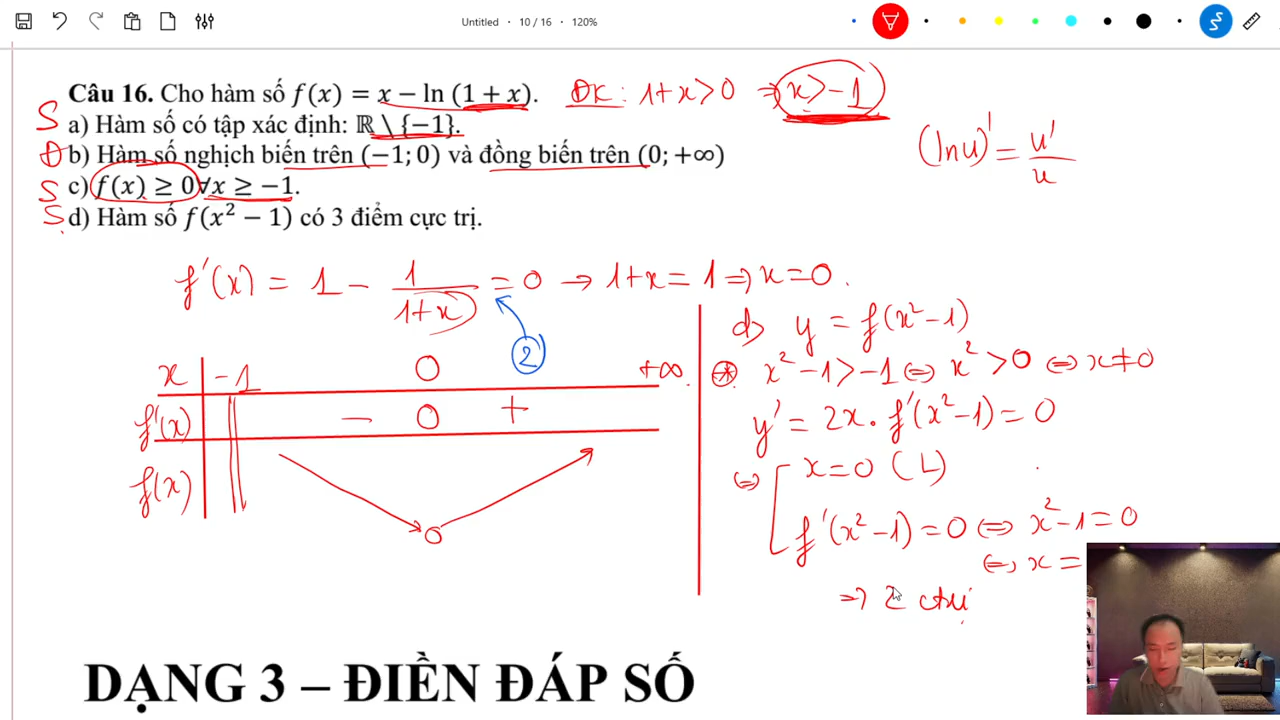 Untitled • 10 / 16 • 120%
Câu 16. Cho hàm số f(x) = x − ln (1 + x). ĐK : 1+x > 0 ⇒ x > −1
S a) Hàm số có tập xác định: ℝ \ {−1}.
Đ b) Hàm số nghịch biến trên (−1; 0) và đồng biến trên (0; +∞)
(ln u)' = u'/u
S c) f(x) ≥ 0 ∀x ≥ −1.
S d) Hàm số f(x² − 1) có 3 điểm cực trị.
f'(x) = 1 − 1/(1+x) = 0 → 1+x = 1 ⇒ x = 0.
2
x −1 0 +∞
f'(x) − 0 +
f(x)
0
d) y = f(x²−1)
* x²−1 > −1 ⇔ x² > 0 ⇔ x ≠ 0
y' = 2x . f'(x²−1) = 0
⇔ x = 0 (L)
f'(x²−1) = 0 ⇔ x²−1 = 0
⇔ x =
⇒ 2 ctrị
DẠNG 3 – ĐIỀN ĐÁP SỐ